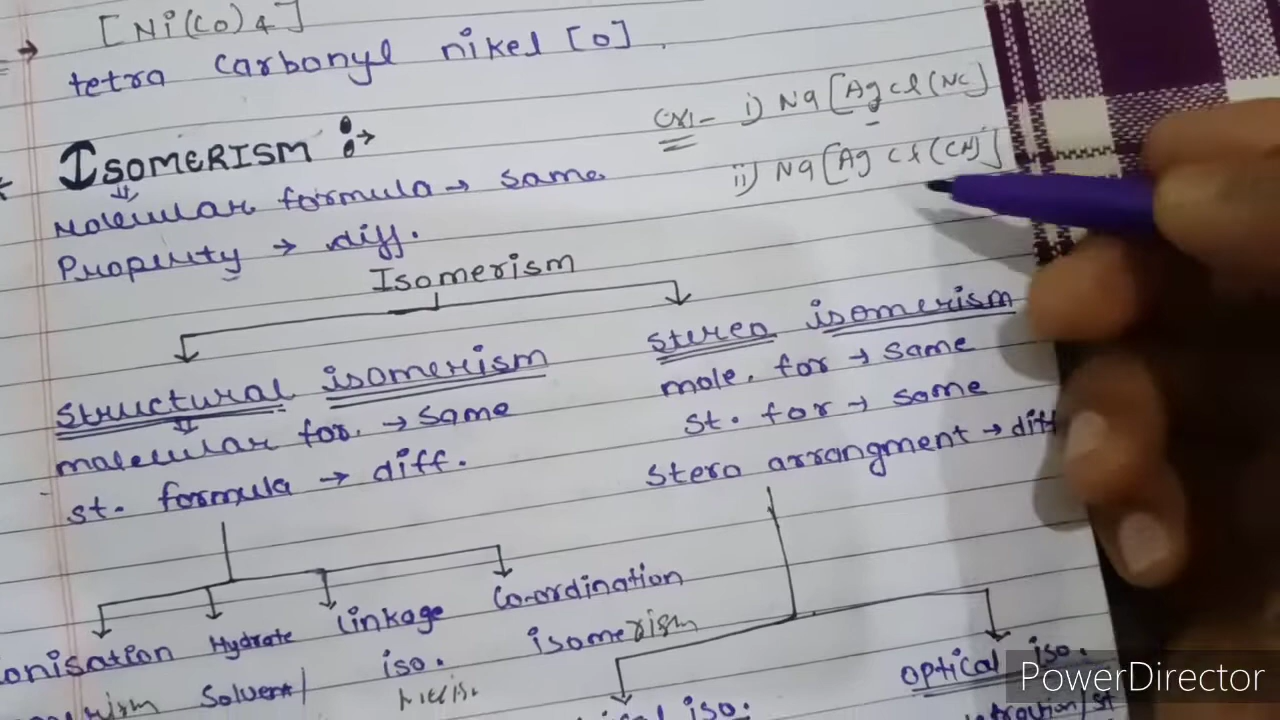 [Ni(CO)4]
tetra carbonyl nikel [0].
Ex:- i) Na[AgCl(NC)]
ii) Na[AgCl(CN)]
ISOMERISM :→
Molecular formula → same
Property → diff.
Isomerism
Structural isomerism
molecular for. → same
st. formula → diff.
stereo isomerism
mole. for → same
st. for → same
stero arrangment → diff
onisation Hydrate Linkage Co-ordination
rism Solvent/ iso. isomerism
optical iso.
iso.
PowerDirector